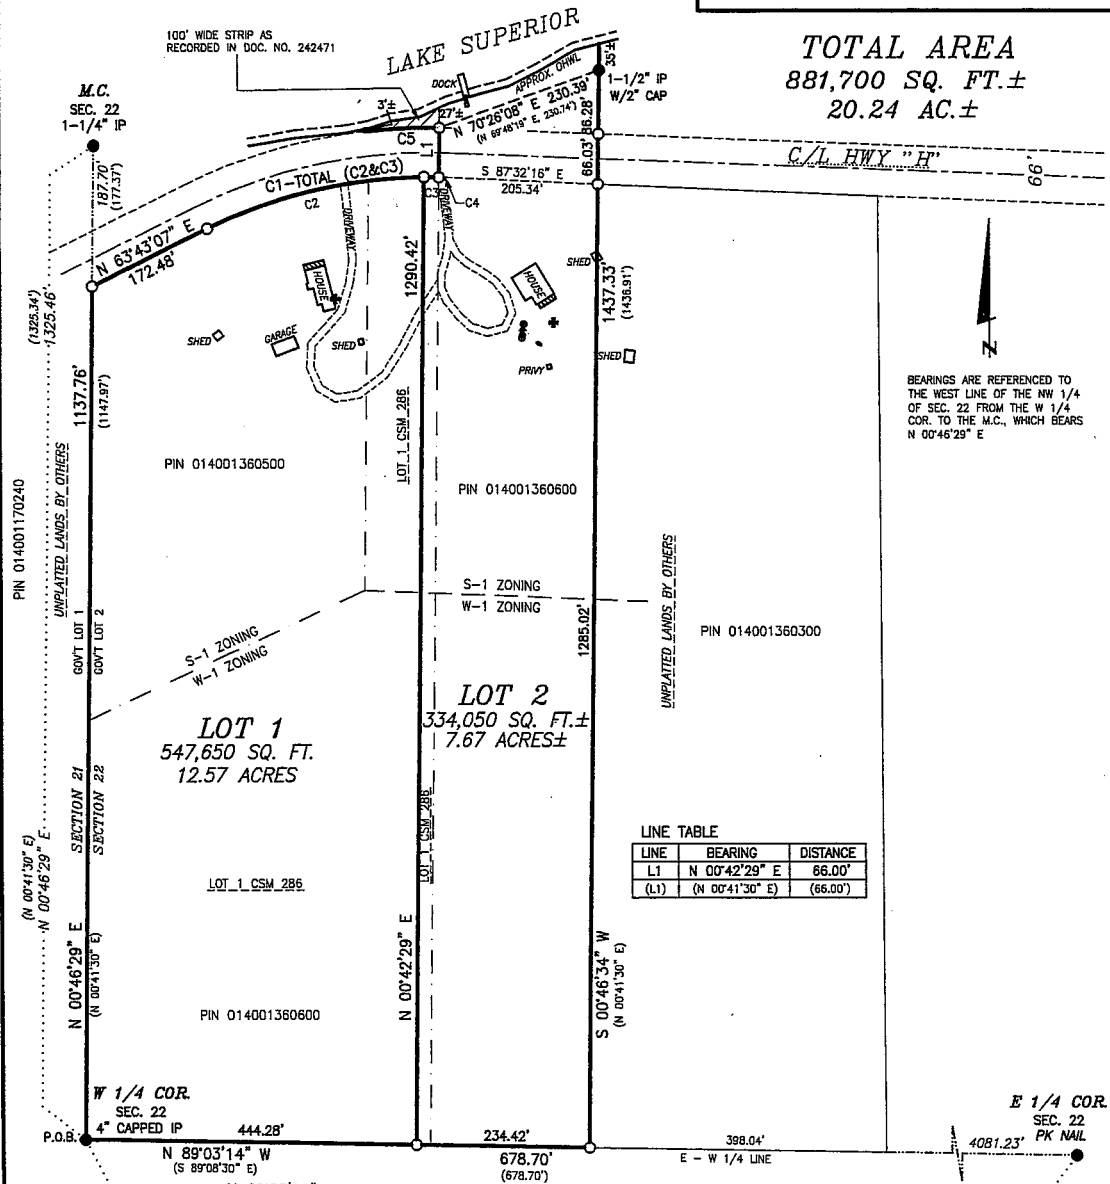 100' WIDE STRIP AS
RECORDED IN DOC. NO. 242471
LAKE SUPERIOR
TOTAL AREA
881,700 SQ. FT.±
20.24 AC.±
35'±
1-1/2" IP
W/2" CAP
M.C.
SEC. 22
1-1/4" IP
DOCK
APPROX. OHWL
3'±
27'±
N 70°26'08" E 230.39'
(N 69°48'19" E, 230.74')
86.28'
C5
L1
66.03'
C/L HWY "H"
66'
187.70'
(177.37')
C1-TOTAL (C2&C3)
C2
C3
C4
S 87°32'16" E
205.34'
N 63°43'07" E
172.48'
DRIVEWAY
DRIVEWAY
1290.42'
HOUSE
HOUSE
SHED
1437.33'
(1436.91')
(1325.34')
1325.46'
SHED
GARAGE
SHED
SHED
PRIVY
N
BEARINGS ARE REFERENCED TO
THE WEST LINE OF THE NW 1/4
OF SEC. 22 FROM THE W 1/4
COR. TO THE M.C., WHICH BEARS
N 00°46'29" E
1137.76'
(1147.97')
LOT 1 CSM 286
PIN 014001360500
PIN 014001360600
PIN 014001170240
UNPLATTED LANDS BY OTHERS
UNPLATTED LANDS BY OTHERS
S-1 ZONING
W-1 ZONING
1285.02'
PIN 014001360300
GOV'T LOT 1
GOV'T LOT 2
S-1 ZONING
W-1 ZONING
LOT 1
547,650 SQ. FT.
12.57 ACRES
LOT 2
334,050 SQ. FT.±
7.67 ACRES±
SECTION 21
SECTION 22
LOT 1 CSM 286
LINE TABLE
LINE BEARING DISTANCE
L1 N 00°42'29" E 66.00'
(L1) (N 00°41'30" E) (66.00')
LOT 1 CSM 286
(N 00°41'30" E)
N 00°46'29" E
N 00°46'29" E
(N 00°41'30" E)
N 00°42'29" E
S 00°46'34" W
(N 00°41'30" E)
PIN 014001360600
W 1/4 COR.
SEC. 22
4" CAPPED IP
P.O.B.
444.28'
N 89°03'14" W
(S 89°08'30" E)
234.42'
678.70'
(678.70')
398.04'
E - W 1/4 LINE
4081.23'
E 1/4 COR.
SEC. 22
PK NAIL